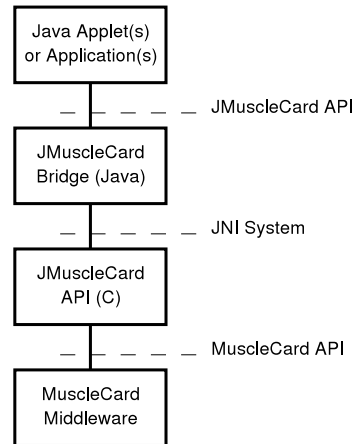 Java Applet(s)
or Application(s)
JMuscleCard API
JMuscleCard
Bridge (Java)
JNI System
JMuscleCard
API (C)
MuscleCard API
MuscleCard
Middleware